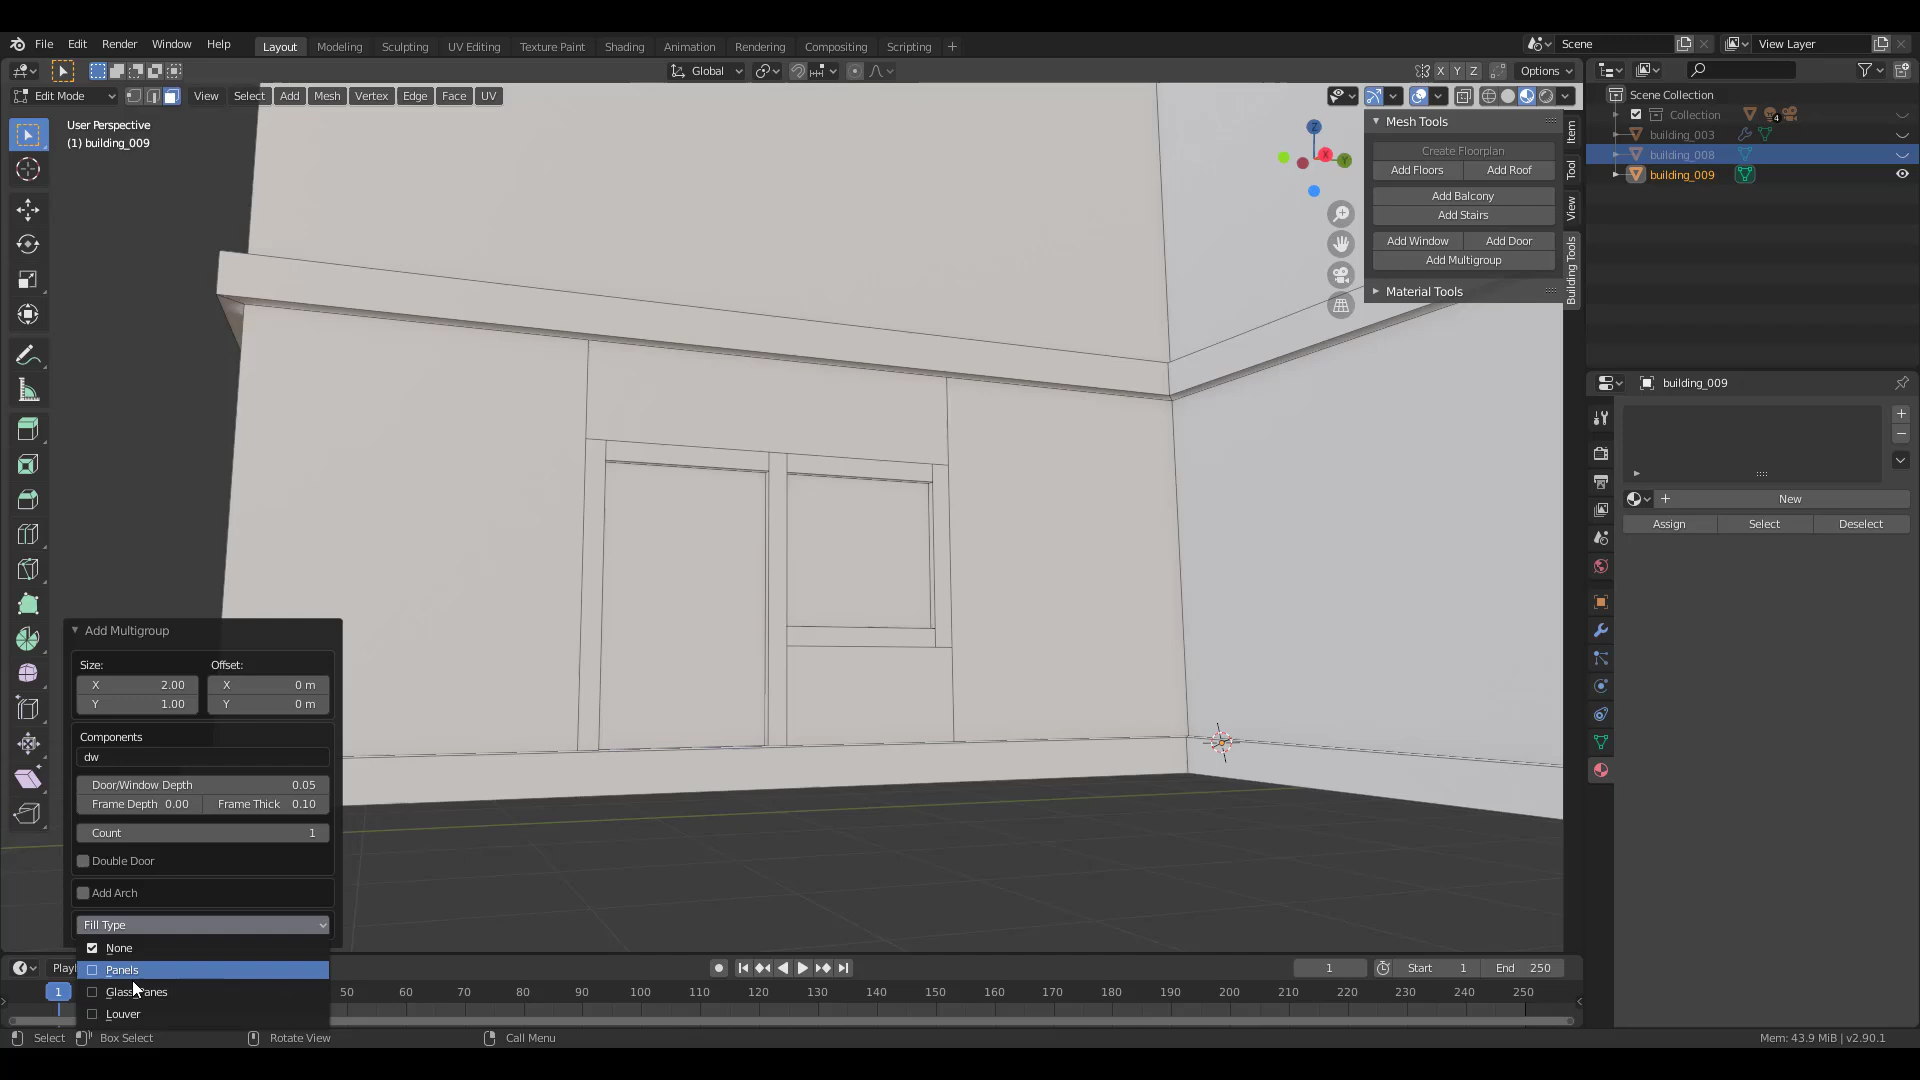 File Edit Render Window Help Layout Modeling Sculpting UV Editing Texture Paint Shading Animation Rendering Compositing Scripting + Scene View Layer
Global X Y Z Options
Edit Mode View Select Add Mesh Vertex Edge Face UV
User Perspective
(1) building_009
Z
X
Y
Mesh Tools
Create Floorplan
Add Floors Add Roof
Add Balcony
Add Stairs
Add Window Add Door
Add Multigroup
Material Tools
Item
Tool
View
Building Tools
Scene Collection
Collection 4
building_003
building_008
building_009
building_009
New
Assign Select Deselect
Add Multigroup
Size: Offset:
X 2.00 X 0 m
Y 1.00 Y 0 m
Components
dw
Door/Window Depth 0.05
Frame Depth 0.00 Frame Thick 0.10
Count 1
Double Door
Add Arch
Fill Type
None
Panels
Louver
1 Start 1 End 250
1 50 60 70 80 90 100 110 120 130 140 150 160 170 180 190 200 210 220 230 240 250
Select Box Select Rotate View Call Menu Mem: 43.9 MiB | v2.90.1